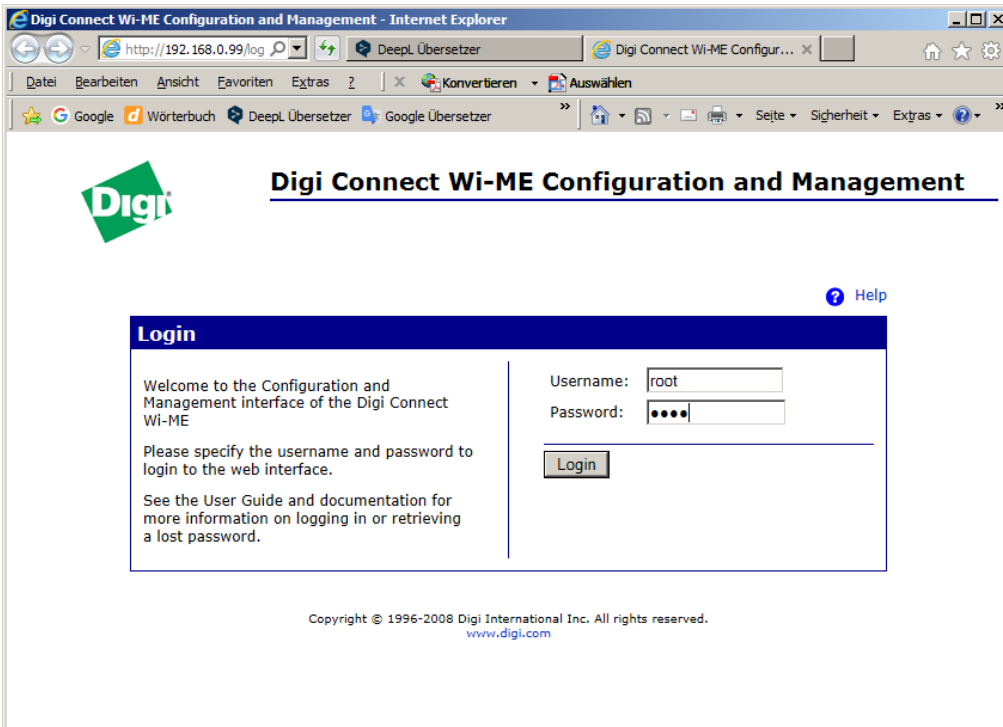 Digi Connect Wi-ME Configuration and Management - Internet Explorer
http://192.168.0.99/log
DeepL Übersetzer
Digi Connect Wi-ME Configur...
Datei Bearbeiten Ansicht Favoriten Extras ? Konvertieren Auswählen
Google Wörterbuch DeepL Übersetzer Google Übersetzer » Seite Sicherheit Extras »
Digi
Digi Connect Wi-ME Configuration and Management
Help
Login
Welcome to the Configuration and
Management interface of the Digi Connect
Wi-ME
Please specify the username and password to
login to the web interface.
See the User Guide and documentation for
more information on logging in or retrieving
a lost password.
Username: root
Password: ••••
Login
Copyright © 1996-2008 Digi International Inc. All rights reserved.
www.digi.com